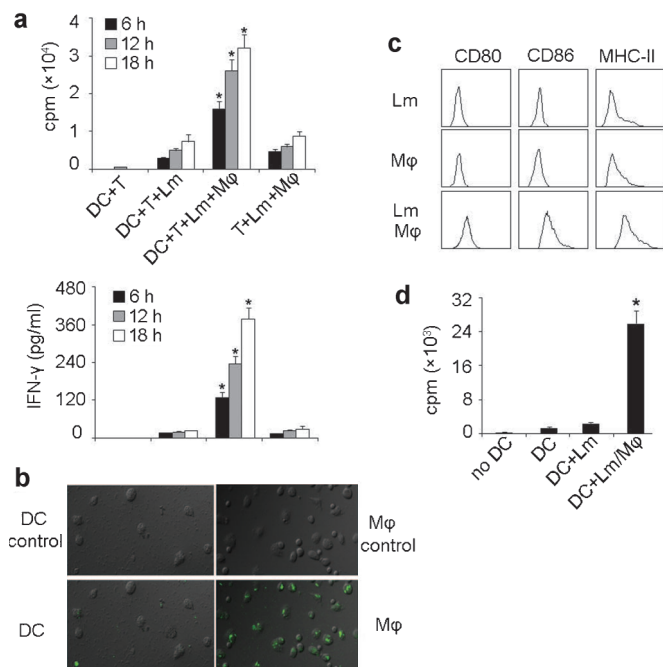 a
cpm (×10⁴)
4
3
2
1
0
6 h
12 h
18 h
DC+T
DC+T+Lm
DC+T+Lm+Mφ
T+Lm+Mφ
* * *
IFN-γ (pg/ml)
480
360
240
120
0
6 h
12 h
18 h
* * *
b
DC
control
Mφ
control
DC
Mφ
c
CD80 CD86 MHC-II
Lm
Mφ
Lm
Mφ
d
cpm (×10³)
32
24
16
8
0
*
no DC
DC
DC+Lm
DC+Lm/Mφ